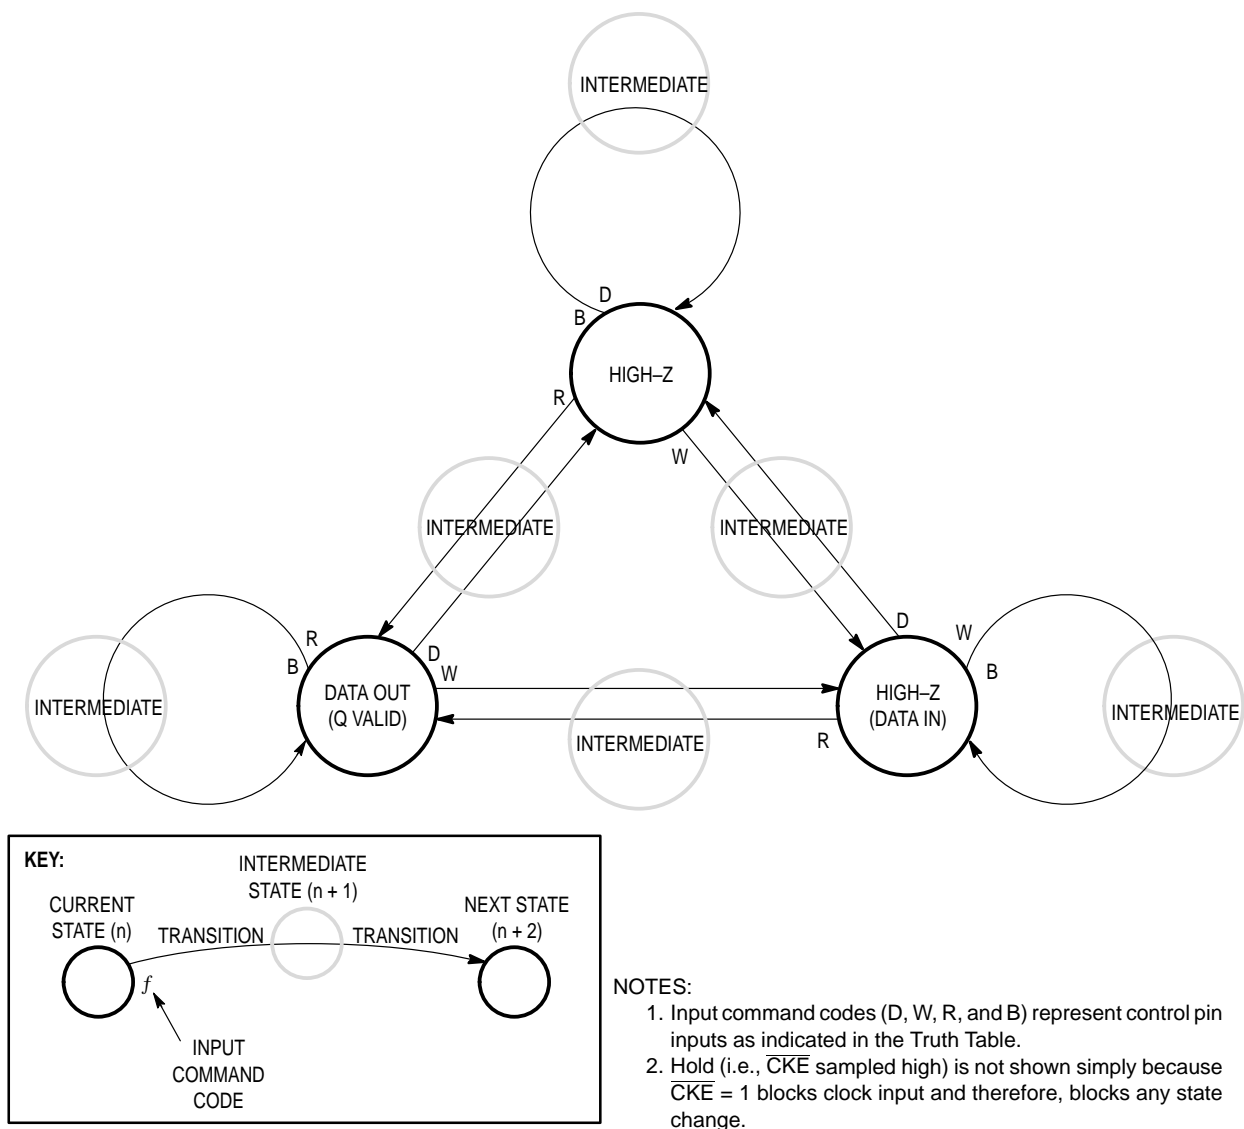 INTERMEDIATE
D
B
HIGH–Z
R
W
INTERMEDIATE
INTERMEDIATE
R
B
D
W
DATA OUT
(Q VALID)
INTERMEDIATE
D
W
B
HIGH–Z
(DATA IN)
R
INTERMEDIATE
INTERMEDIATE
KEY:
CURRENT
STATE (n)
TRANSITION
INTERMEDIATE
STATE (n + 1)
TRANSITION
NEXT STATE
(n + 2)
f
INPUT
COMMAND
CODE
NOTES:
1. Input command codes (D, W, R, and B) represent control pin
inputs as indicated in the Truth Table.
2. Hold (i.e., C̅K̅E̅ sampled high) is not shown simply because
C̅K̅E̅ = 1 blocks clock input and therefore, blocks any state
change.